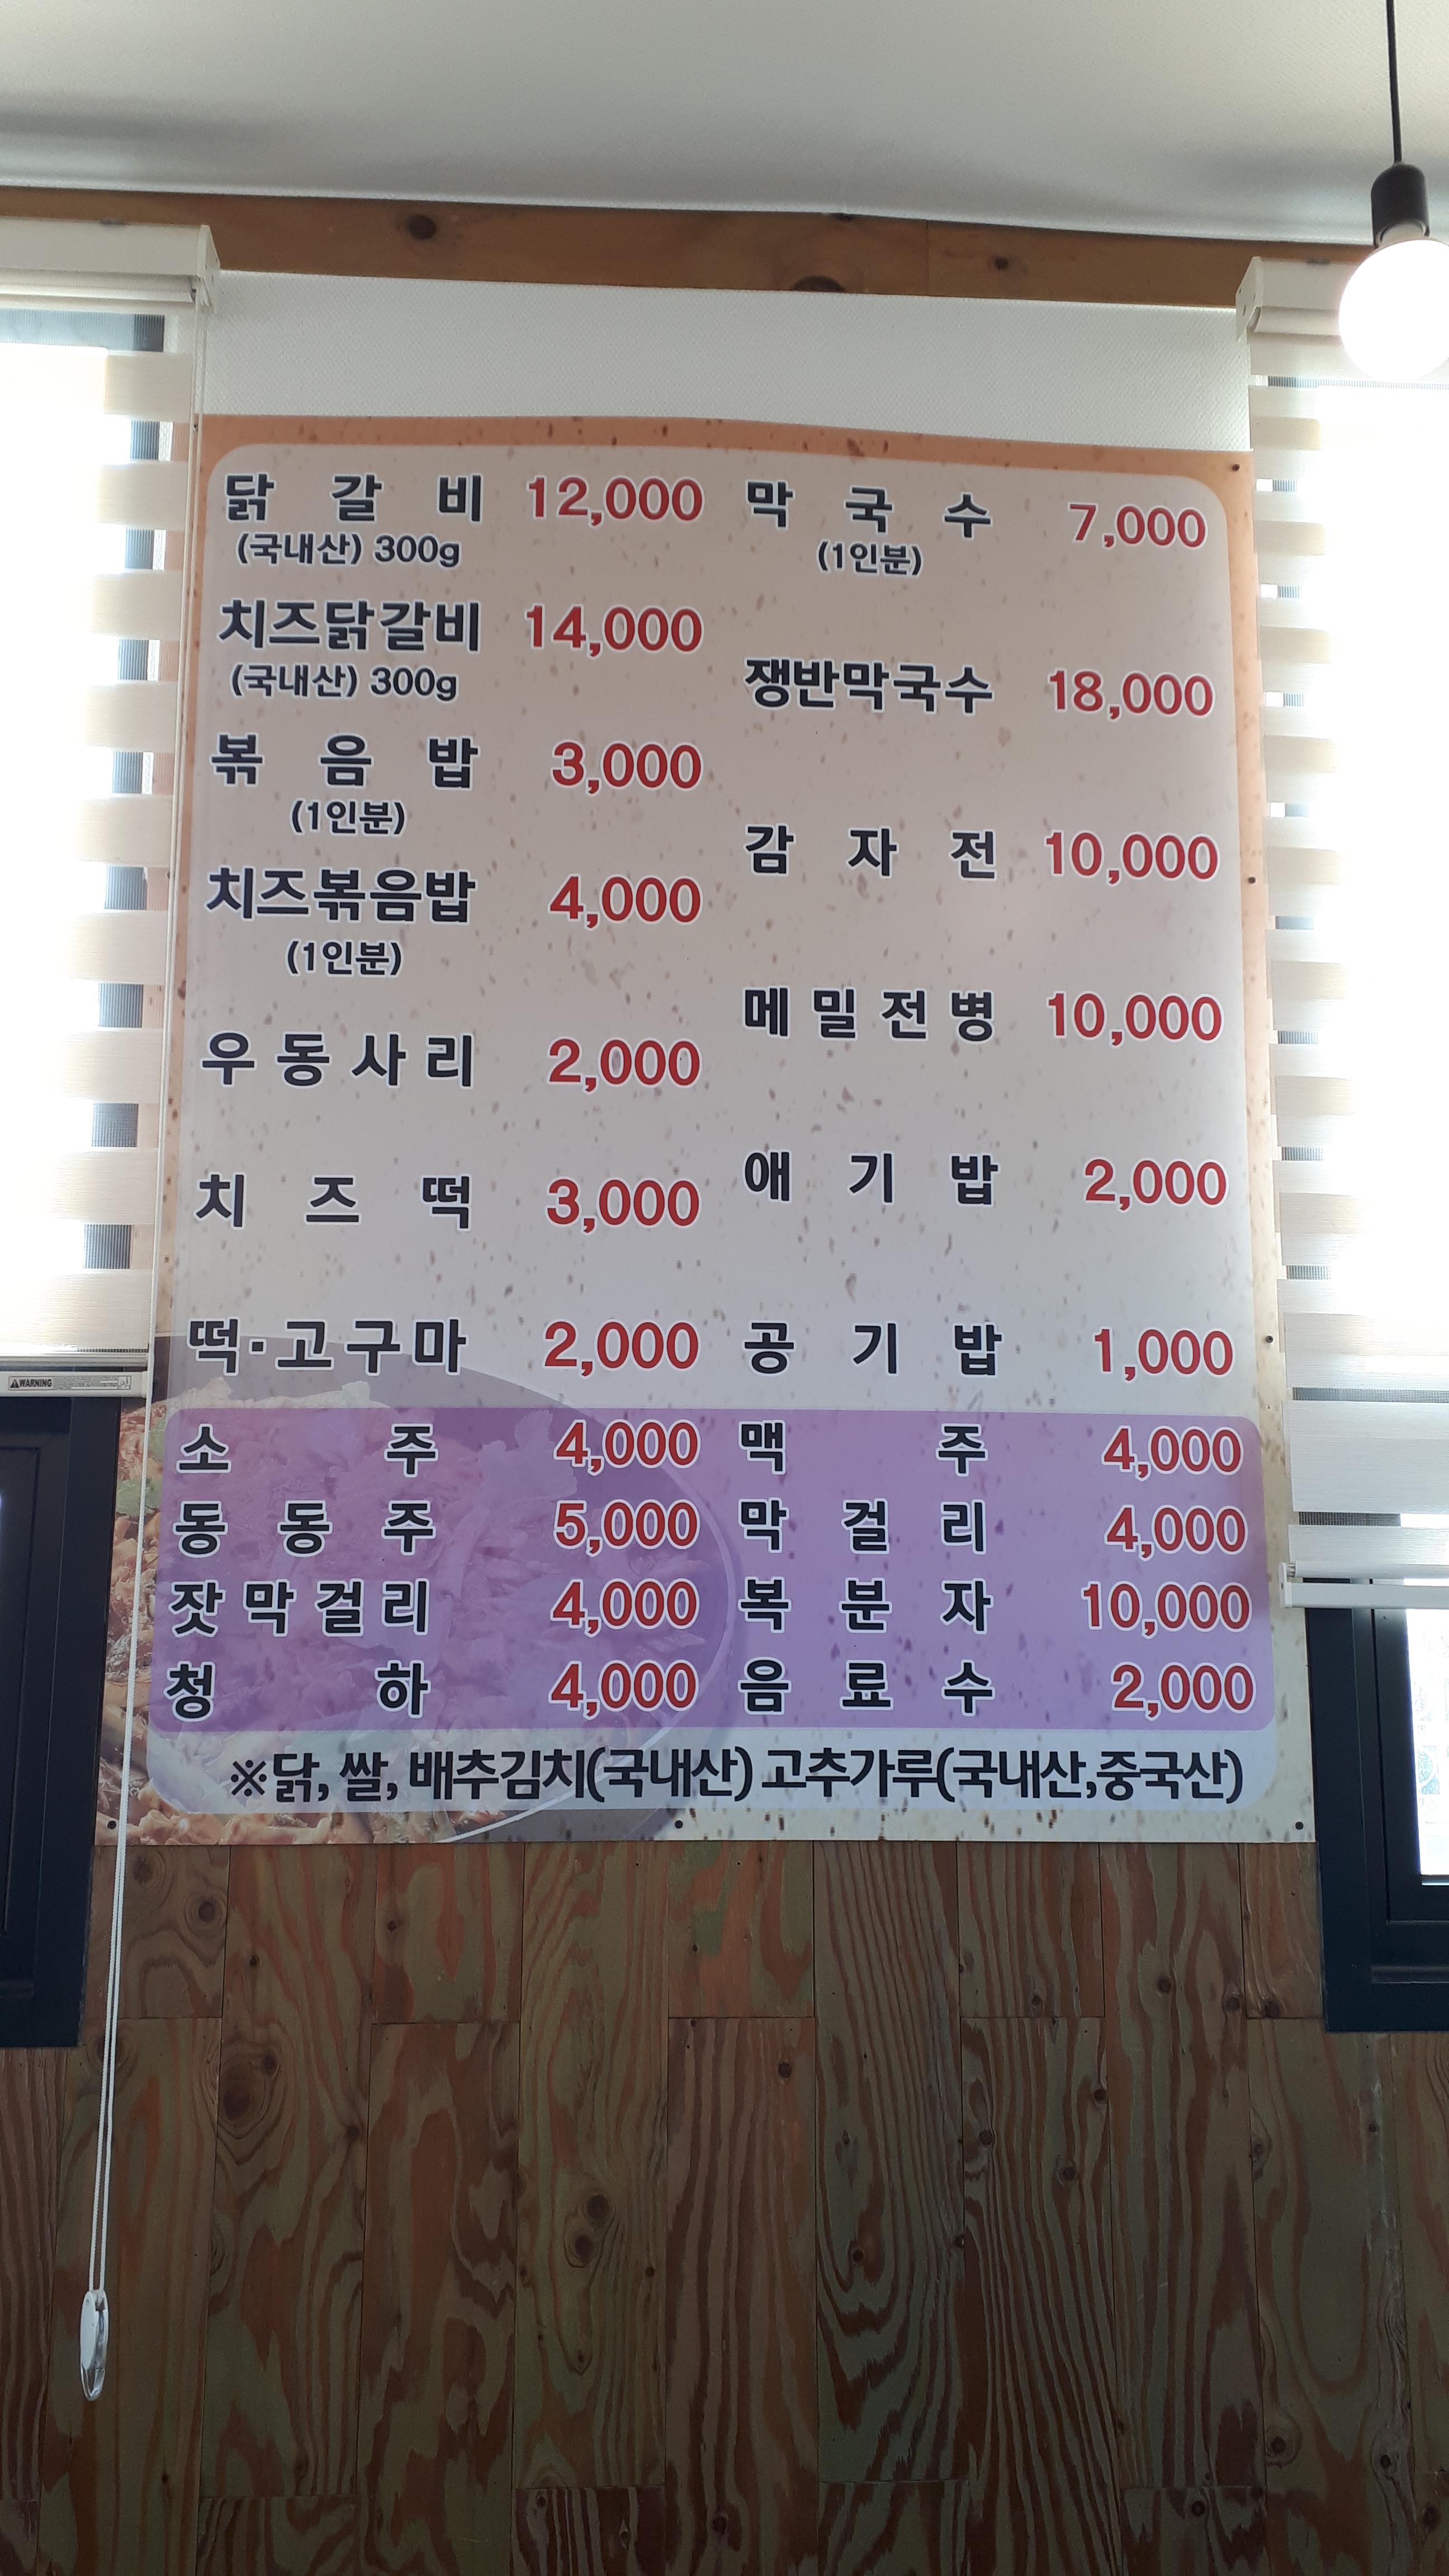 닭갈비 12,000
(국내산) 300g
치즈닭갈비 14,000
(국내산) 300g
볶음밥 3,000
(1인분)
치즈볶음밥 4,000
(1인분)
우동사리 2,000
치즈떡 3,000
떡·고구마 2,000
막국수 7,000
(1인분)
쟁반막국수 18,000
감자전 10,000
메밀전병 10,000
애기밥 2,000
공기밥 1,000
소주 4,000
동동주 5,000
잣막걸리 4,000
청하 4,000
맥주 4,000
막걸리 4,000
복분자 10,000
음료수 2,000
※닭, 쌀, 배추김치(국내산) 고추가루(국내산,중국산)
WARNING